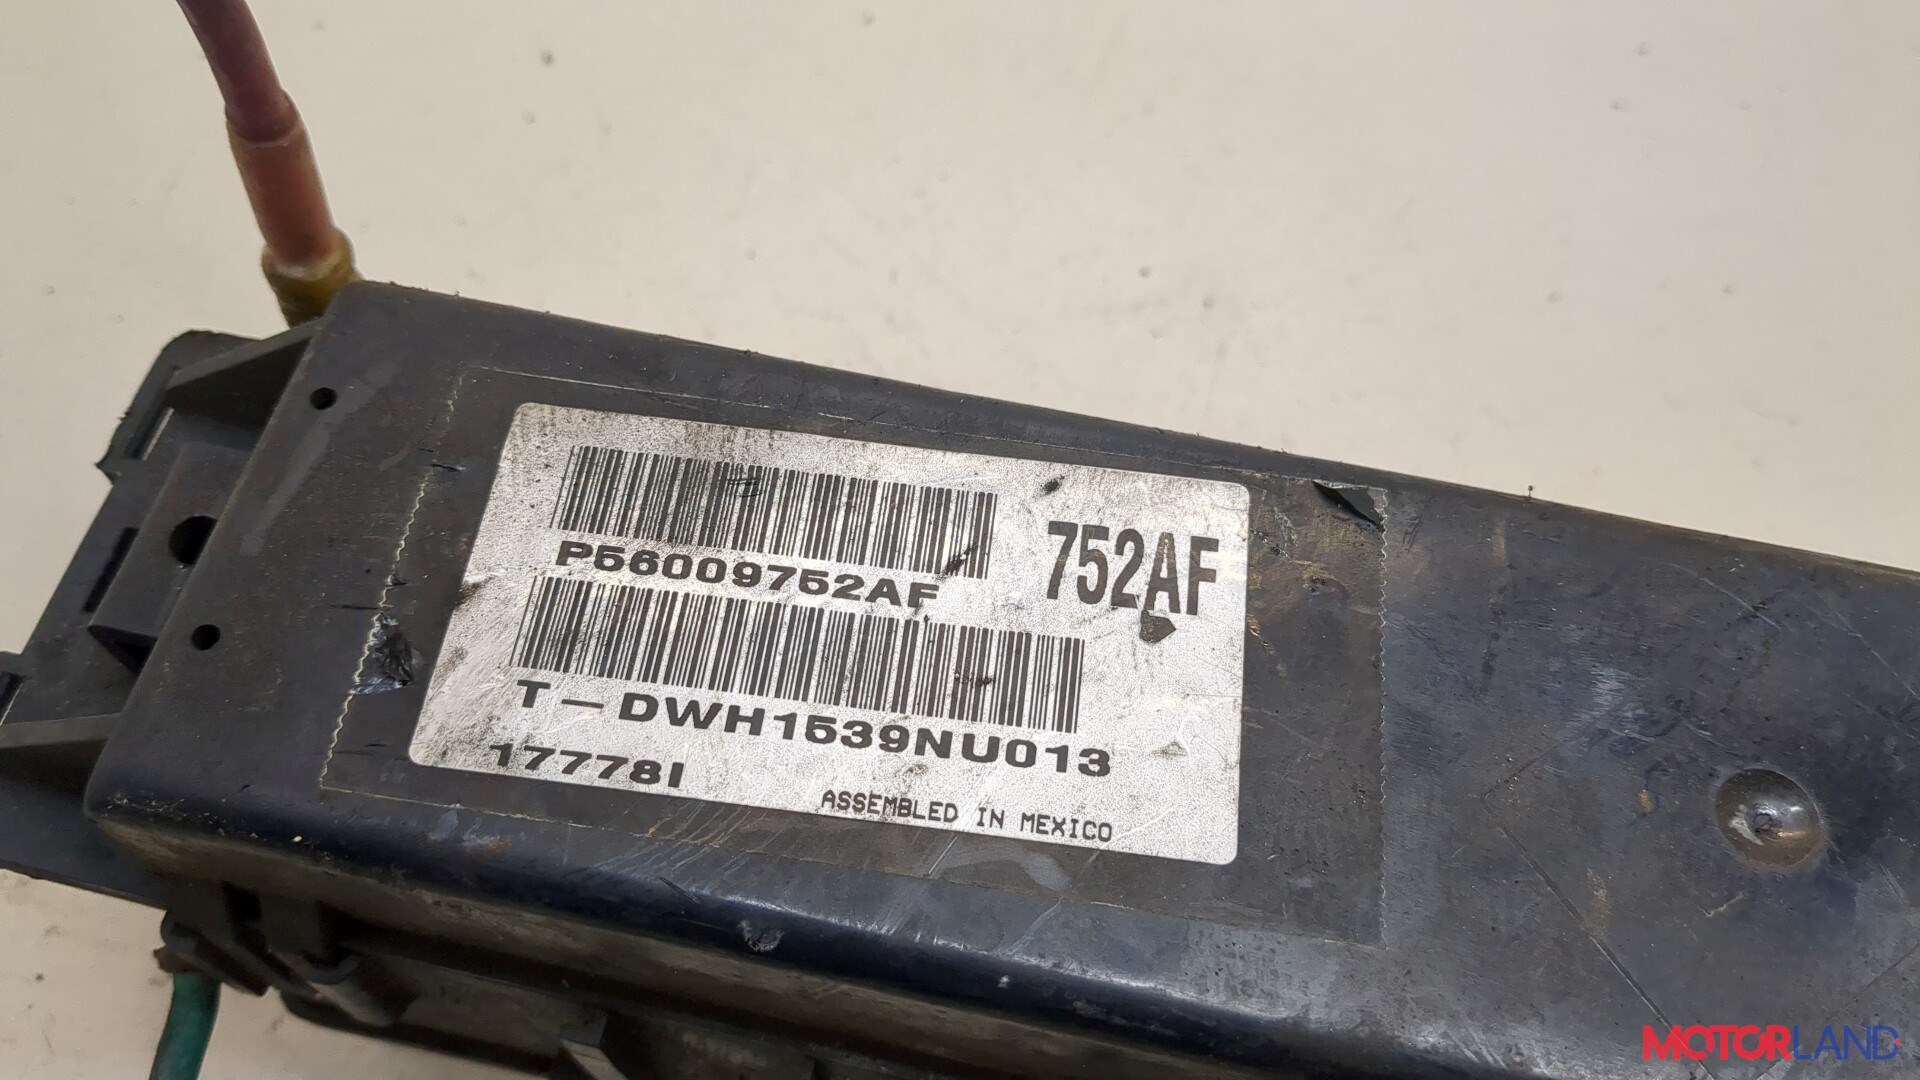 P56009752AF
752AF
T-DWH1539NU013
17778I
ASSEMBLED IN MEXICO
MOTORLAND